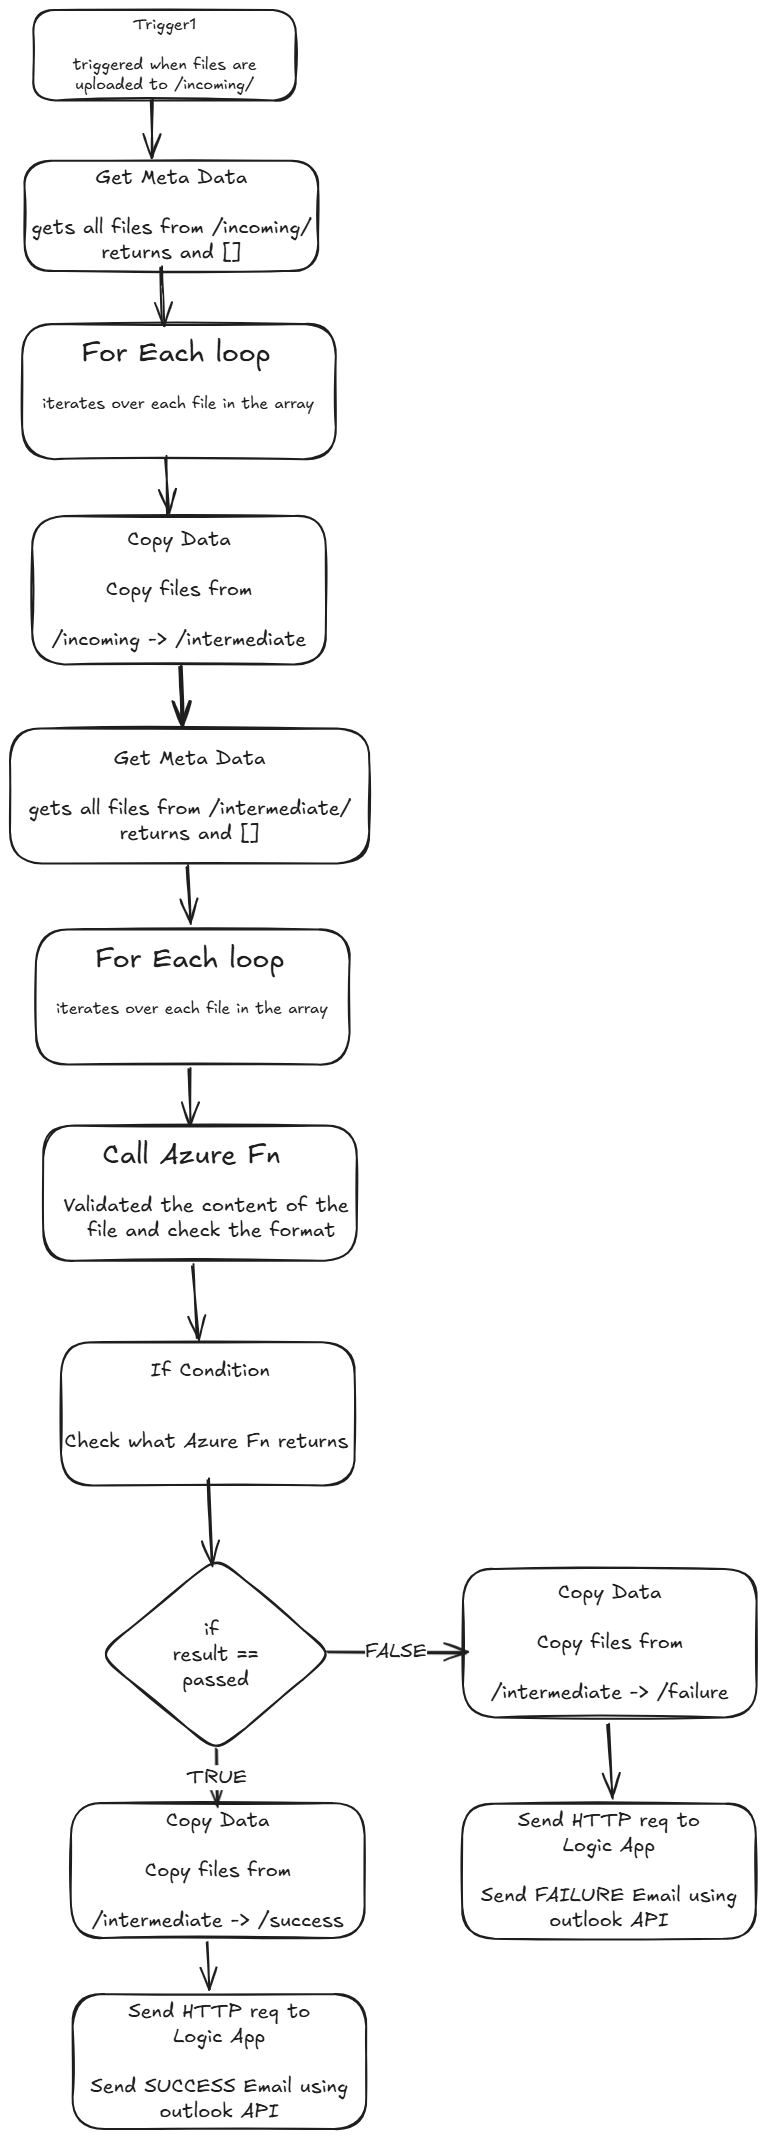 Trigger1
triggered when files are
uploaded to /incoming/
Get Meta Data
gets all files from /incoming/
returns and []
For Each loop
iterates over each file in the array
Copy Data
Copy files from
/incoming -> /intermediate
Get Meta Data
gets all files from /intermediate/
returns and []
For Each loop
iterates over each file in the array
Call Azure Fn
Validated the content of the
file and check the format
If Condition
Check what Azure Fn returns
if
result ==
passed
FALSE
Copy Data
Copy files from
/intermediate -> /failure
Send HTTP req to
Logic App
Send FAILURE Email using
outlook API
TRUE
Copy Data
Copy files from
/intermediate -> /success
Send HTTP req to
Logic App
Send SUCCESS Email using
outlook API